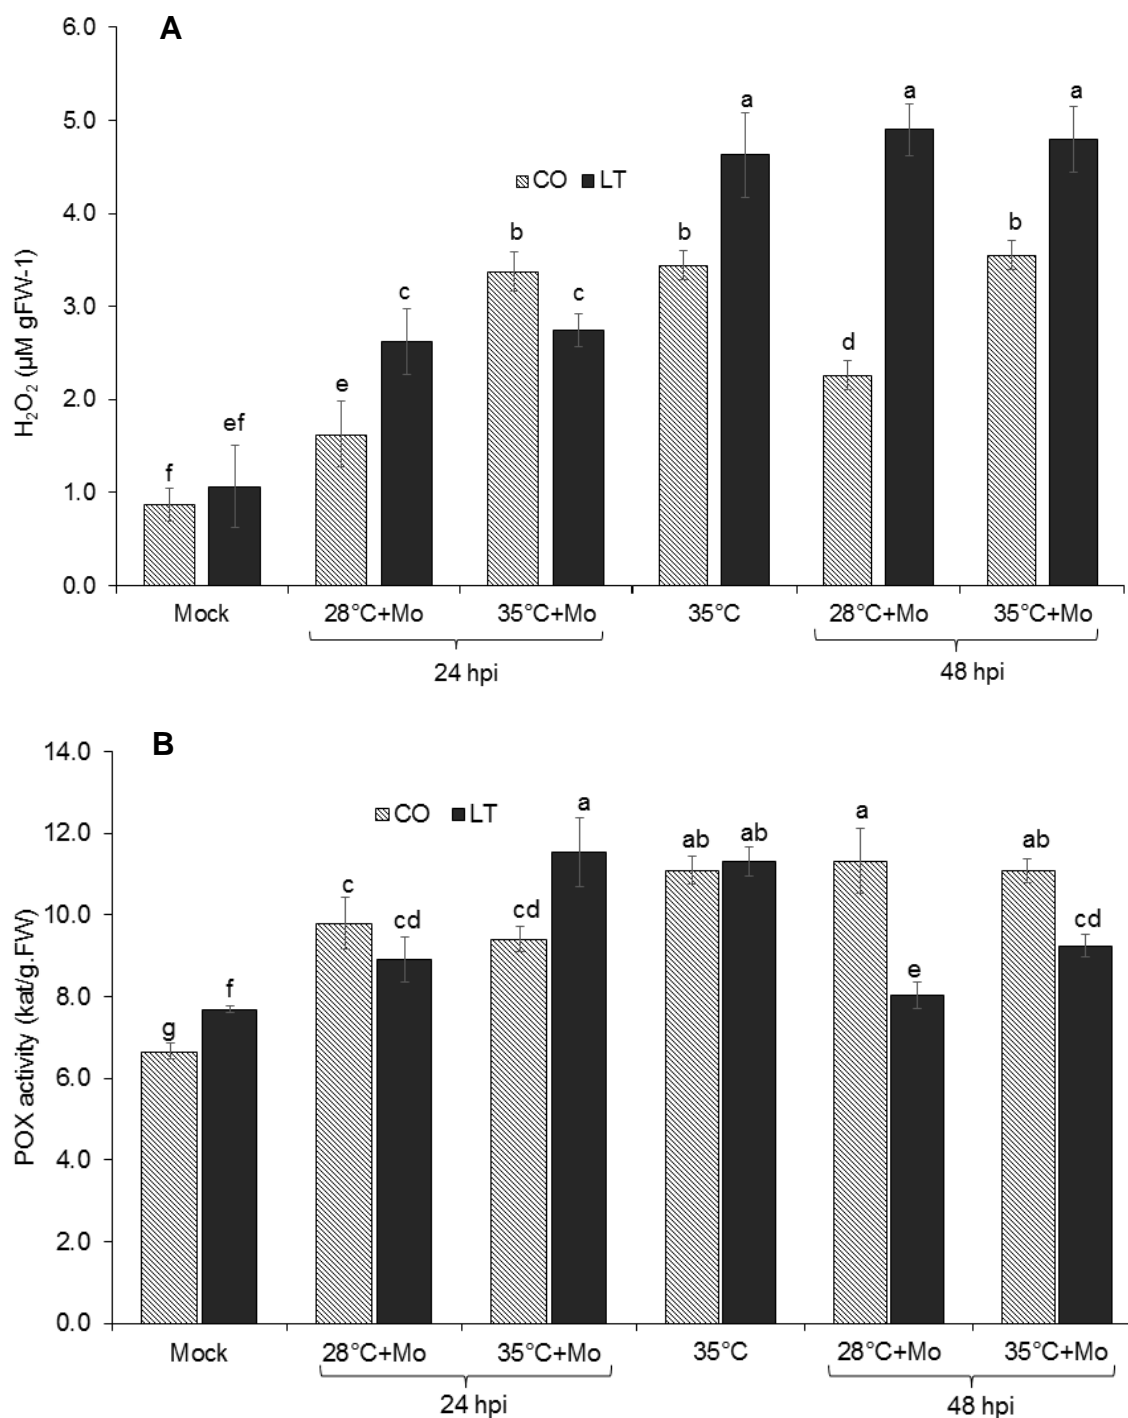 A
6.0
5.0
4.0
3.0
2.0
1.0
0.0
H₂O₂ (µM gFW-1)
CO LT
f ef e c b c b a d a b a
Mock 28°C+Mo 35°C+Mo 35°C 28°C+Mo 35°C+Mo
24 hpi 48 hpi
B
14.0
12.0
10.0
8.0
6.0
4.0
2.0
0.0
POX activity (kat/g.FW)
CO LT
g f c cd cd a ab ab a e ab cd
Mock 28°C+Mo 35°C+Mo 35°C 28°C+Mo 35°C+Mo
24 hpi 48 hpi